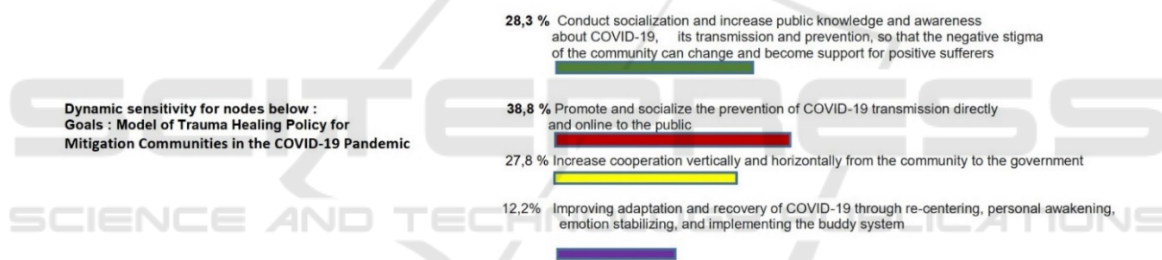 28,3 % Conduct socialization and increase public knowledge and awareness
about COVID-19, its transmission and prevention, so that the negative stigma
of the community can change and become support for positive sufferers
Dynamic sensitivity for nodes below :
Goals : Model of Trauma Healing Policy for
Mitigation Communities in the COVID-19 Pandemic
38,8 % Promote and socialize the prevention of COVID-19 transmission directly
and online to the public
27,8 % Increase cooperation vertically and horizontally from the community to the government
12,2% Improving adaptation and recovery of COVID-19 through re-centering, personal awakening,
emotion stabilizing, and implementing the buddy system
SCITEPRESS
SCIENCE AND TECHNOLOGY PUBLICATIONS